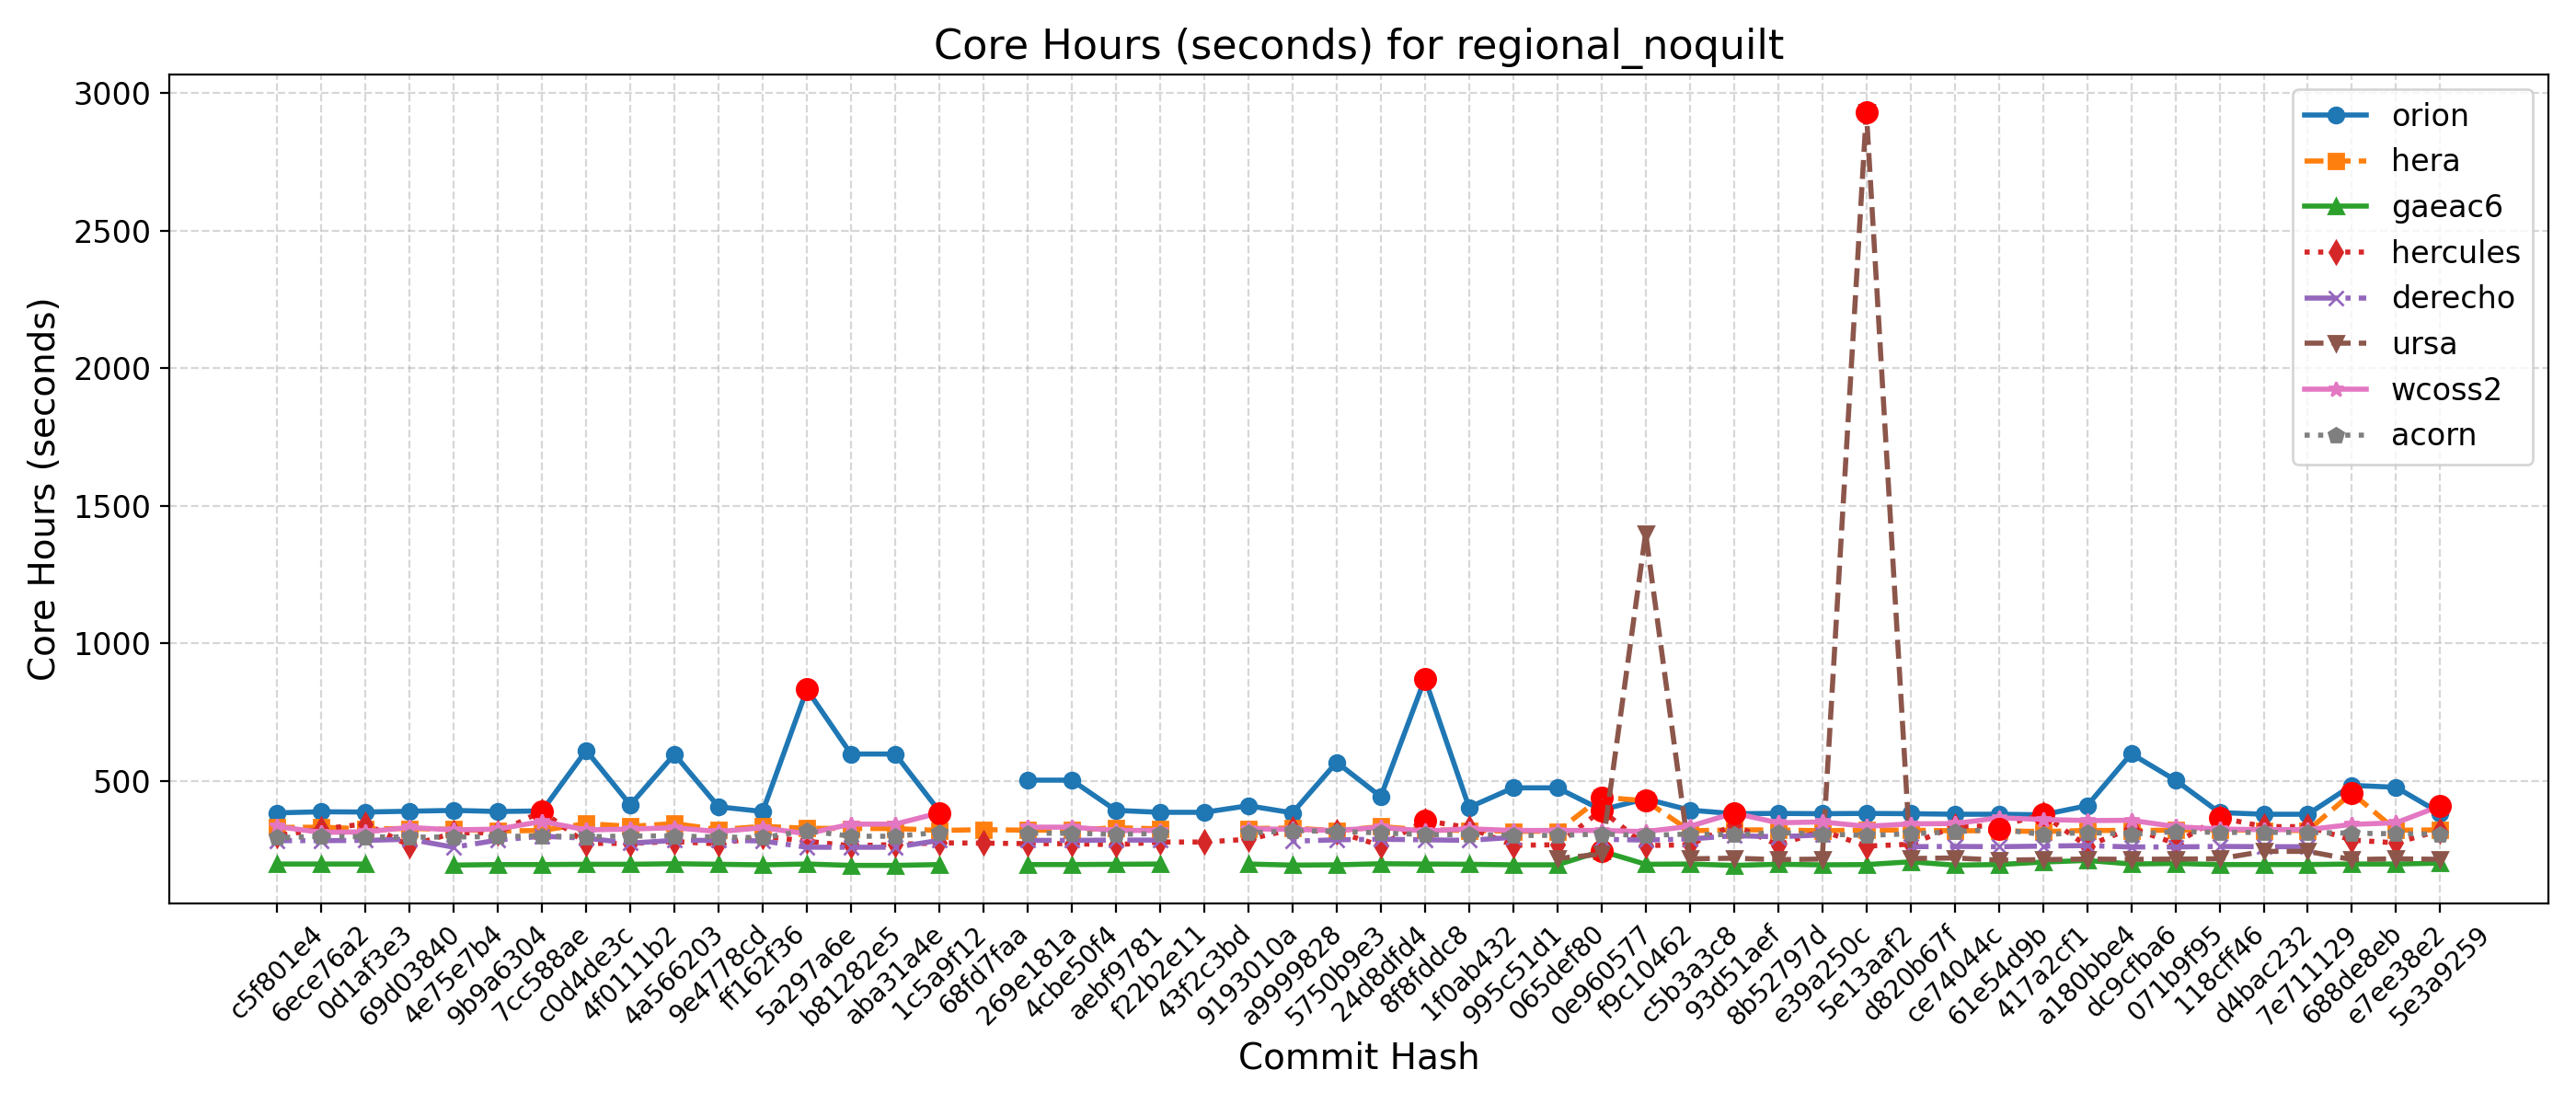 Core Hours (seconds) for regional_noquilt
Core Hours (seconds)
3000
2500
2000
1500
1000
500
orion
hera
gaeac6
hercules
derecho
ursa
wcoss2
acorn
c5f801e4
6ece76a2
0d1af3e3
69d03840
4e75e7b4
9b9a6304
7cc588ae
c0d4de3c
4f0111b2
4a566203
9e4778cd
ff162f36
5a297a6e
b81282e5
aba31a4e
1c5a9f12
68fd7faa
269e181a
4cbe50f4
aebf9781
f22b2e11
43f2c3bd
9193010a
a9999828
5750b9e3
24d8dfd4
8f8fddc8
1f0ab432
995c51d1
065def80
0e960577
f9c10462
c5b3a3c8
93d51aef
8b52797d
e39a250c
5e13aaf2
d820b67f
ce74044c
61e54d9b
417a2cf1
a180bbe4
dc9cfba6
071b9f95
118cff46
d4bac232
7e711129
688de8eb
e7ee38e2
5e3a9259
Commit Hash